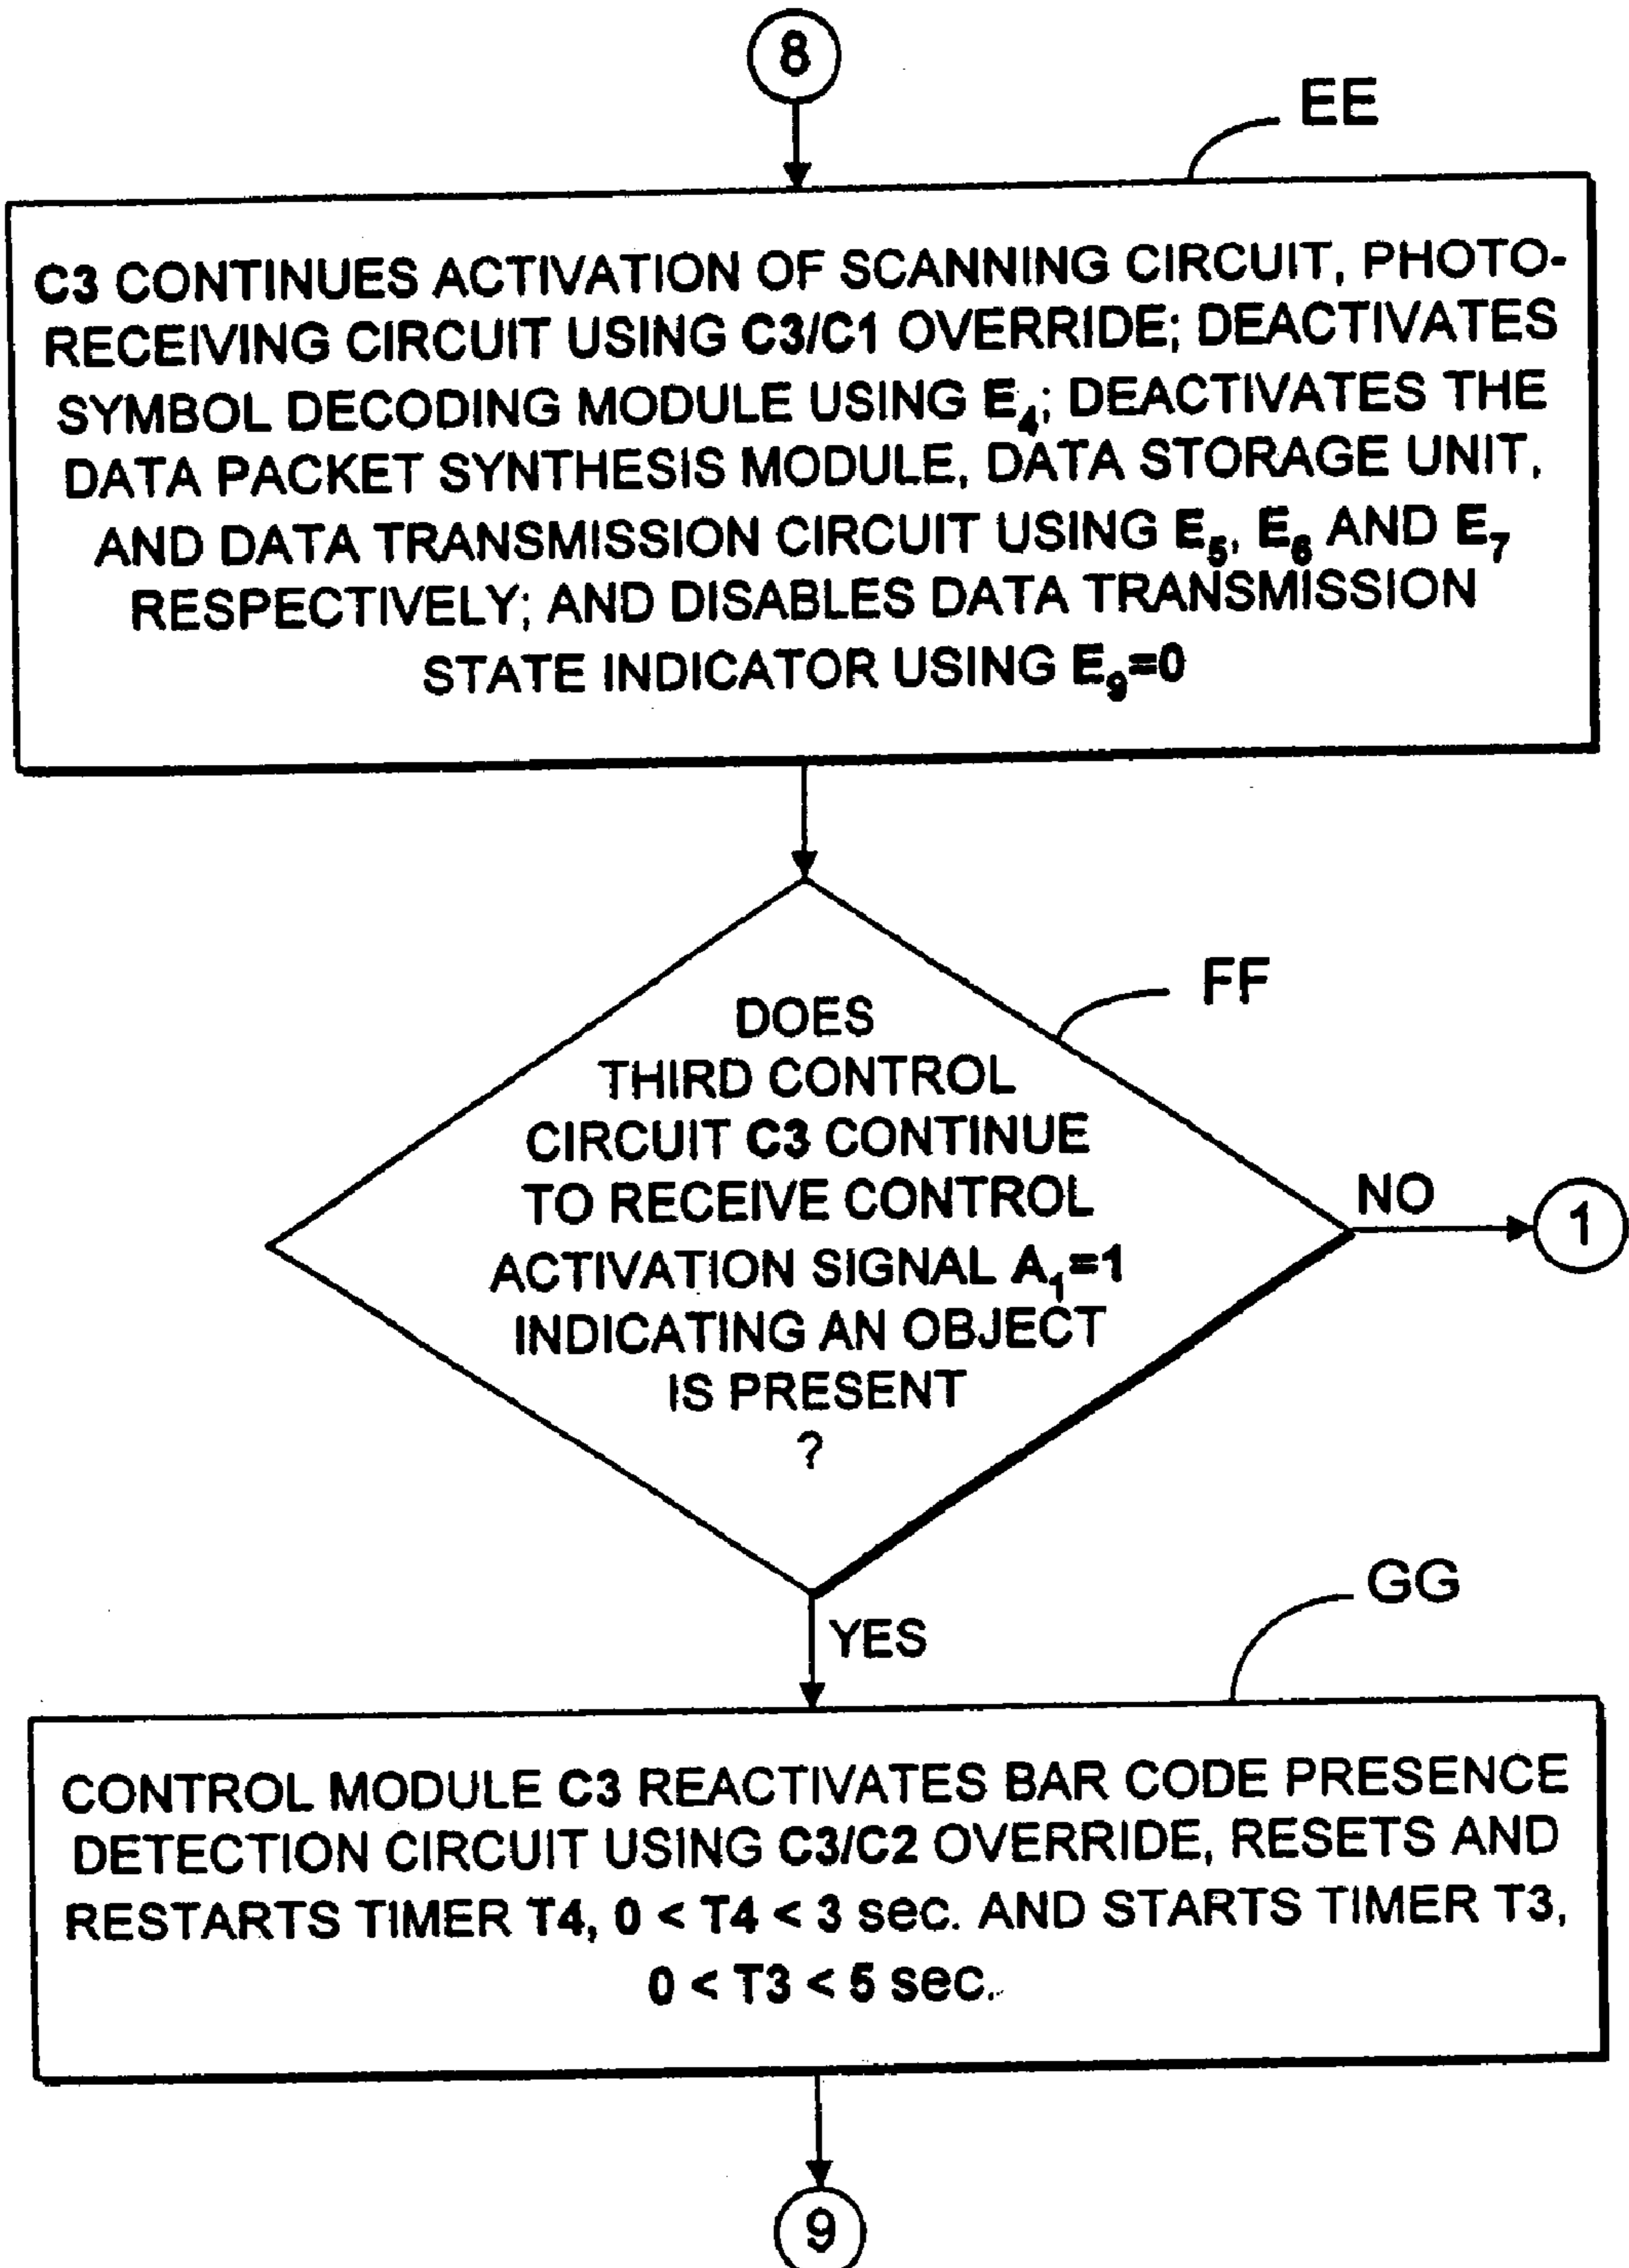 8
EE
C3 CONTINUES ACTIVATION OF SCANNING CIRCUIT, PHOTO-
RECEIVING CIRCUIT USING C3/C1 OVERRIDE; DEACTIVATES
SYMBOL DECODING MODULE USING E₄; DEACTIVATES THE
DATA PACKET SYNTHESIS MODULE, DATA STORAGE UNIT,
AND DATA TRANSMISSION CIRCUIT USING E₅, E₆ AND E₇
RESPECTIVELY; AND DISABLES DATA TRANSMISSION
STATE INDICATOR USING E₉=0
FF
DOES
THIRD CONTROL
CIRCUIT C3 CONTINUE
TO RECEIVE CONTROL
ACTIVATION SIGNAL A₁=1
INDICATING AN OBJECT
IS PRESENT
?
NO
1
YES
GG
CONTROL MODULE C3 REACTIVATES BAR CODE PRESENCE
DETECTION CIRCUIT USING C3/C2 OVERRIDE, RESETS AND
RESTARTS TIMER T4, 0 < T4 < 3 sec. AND STARTS TIMER T3,
0 < T3 < 5 sec.
9